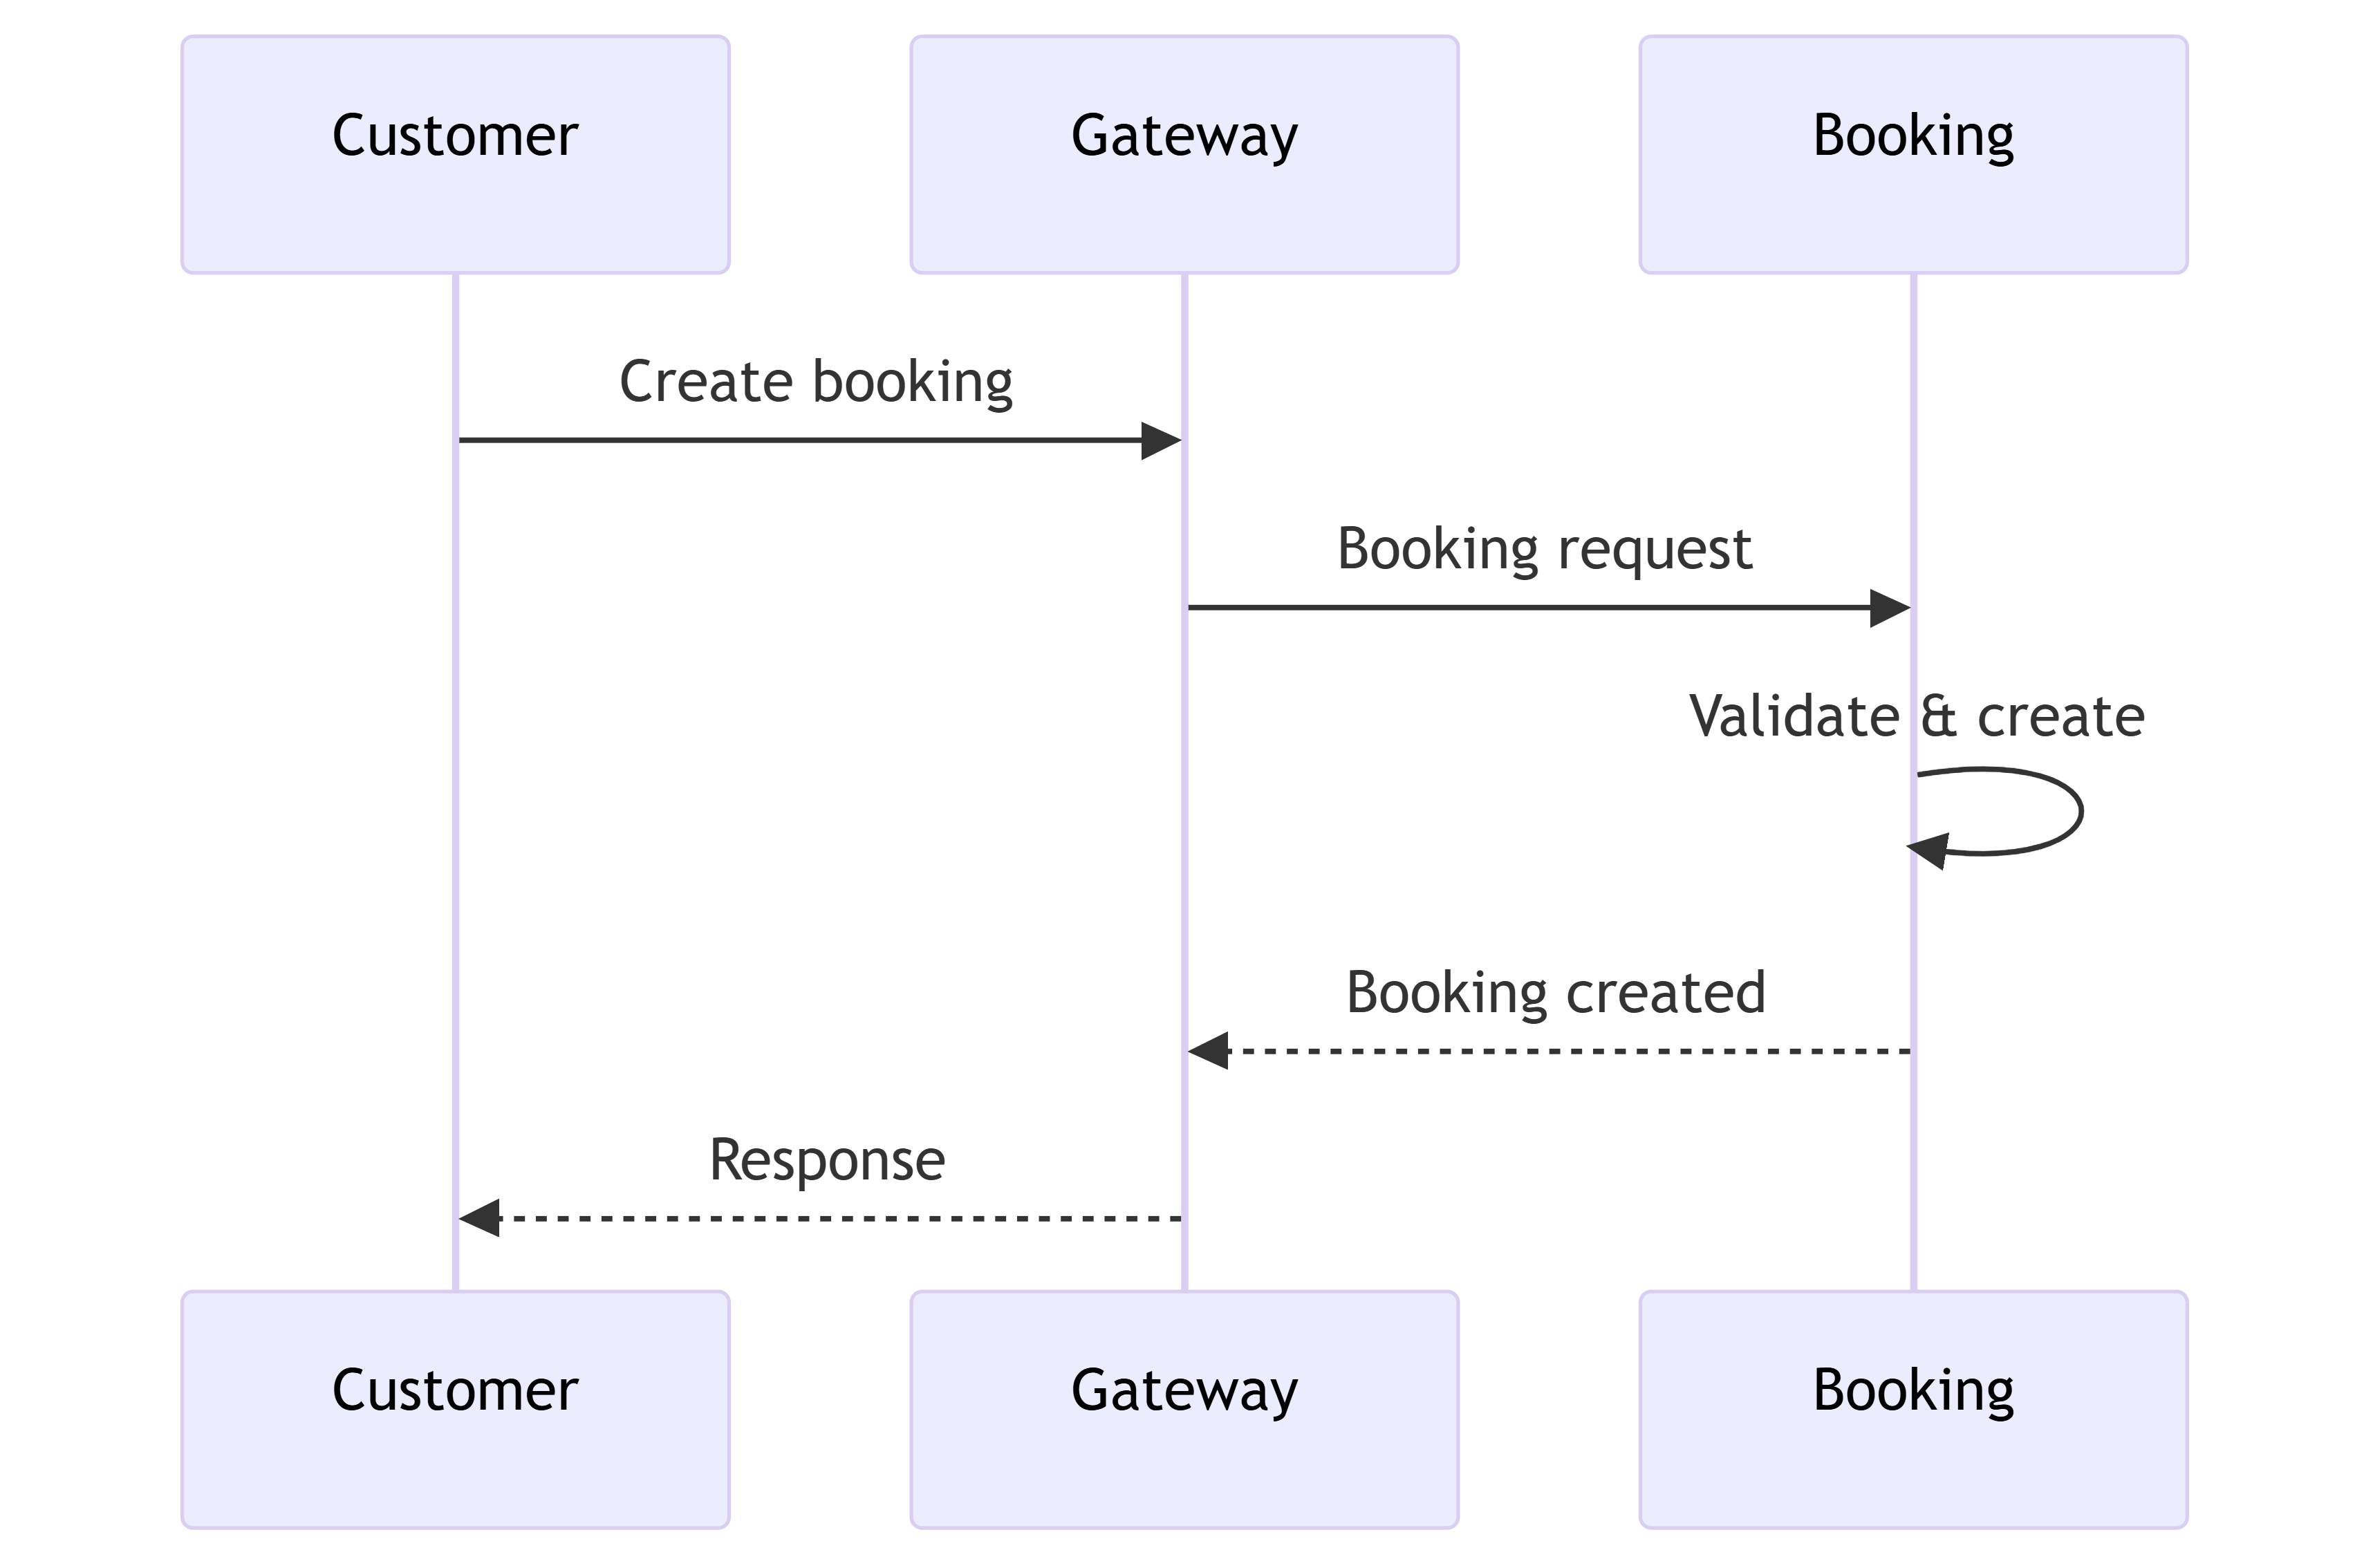 Customer
Gateway
Booking
Create booking
Booking request
Validate & create
Booking created
Response
Customer
Gateway
Booking